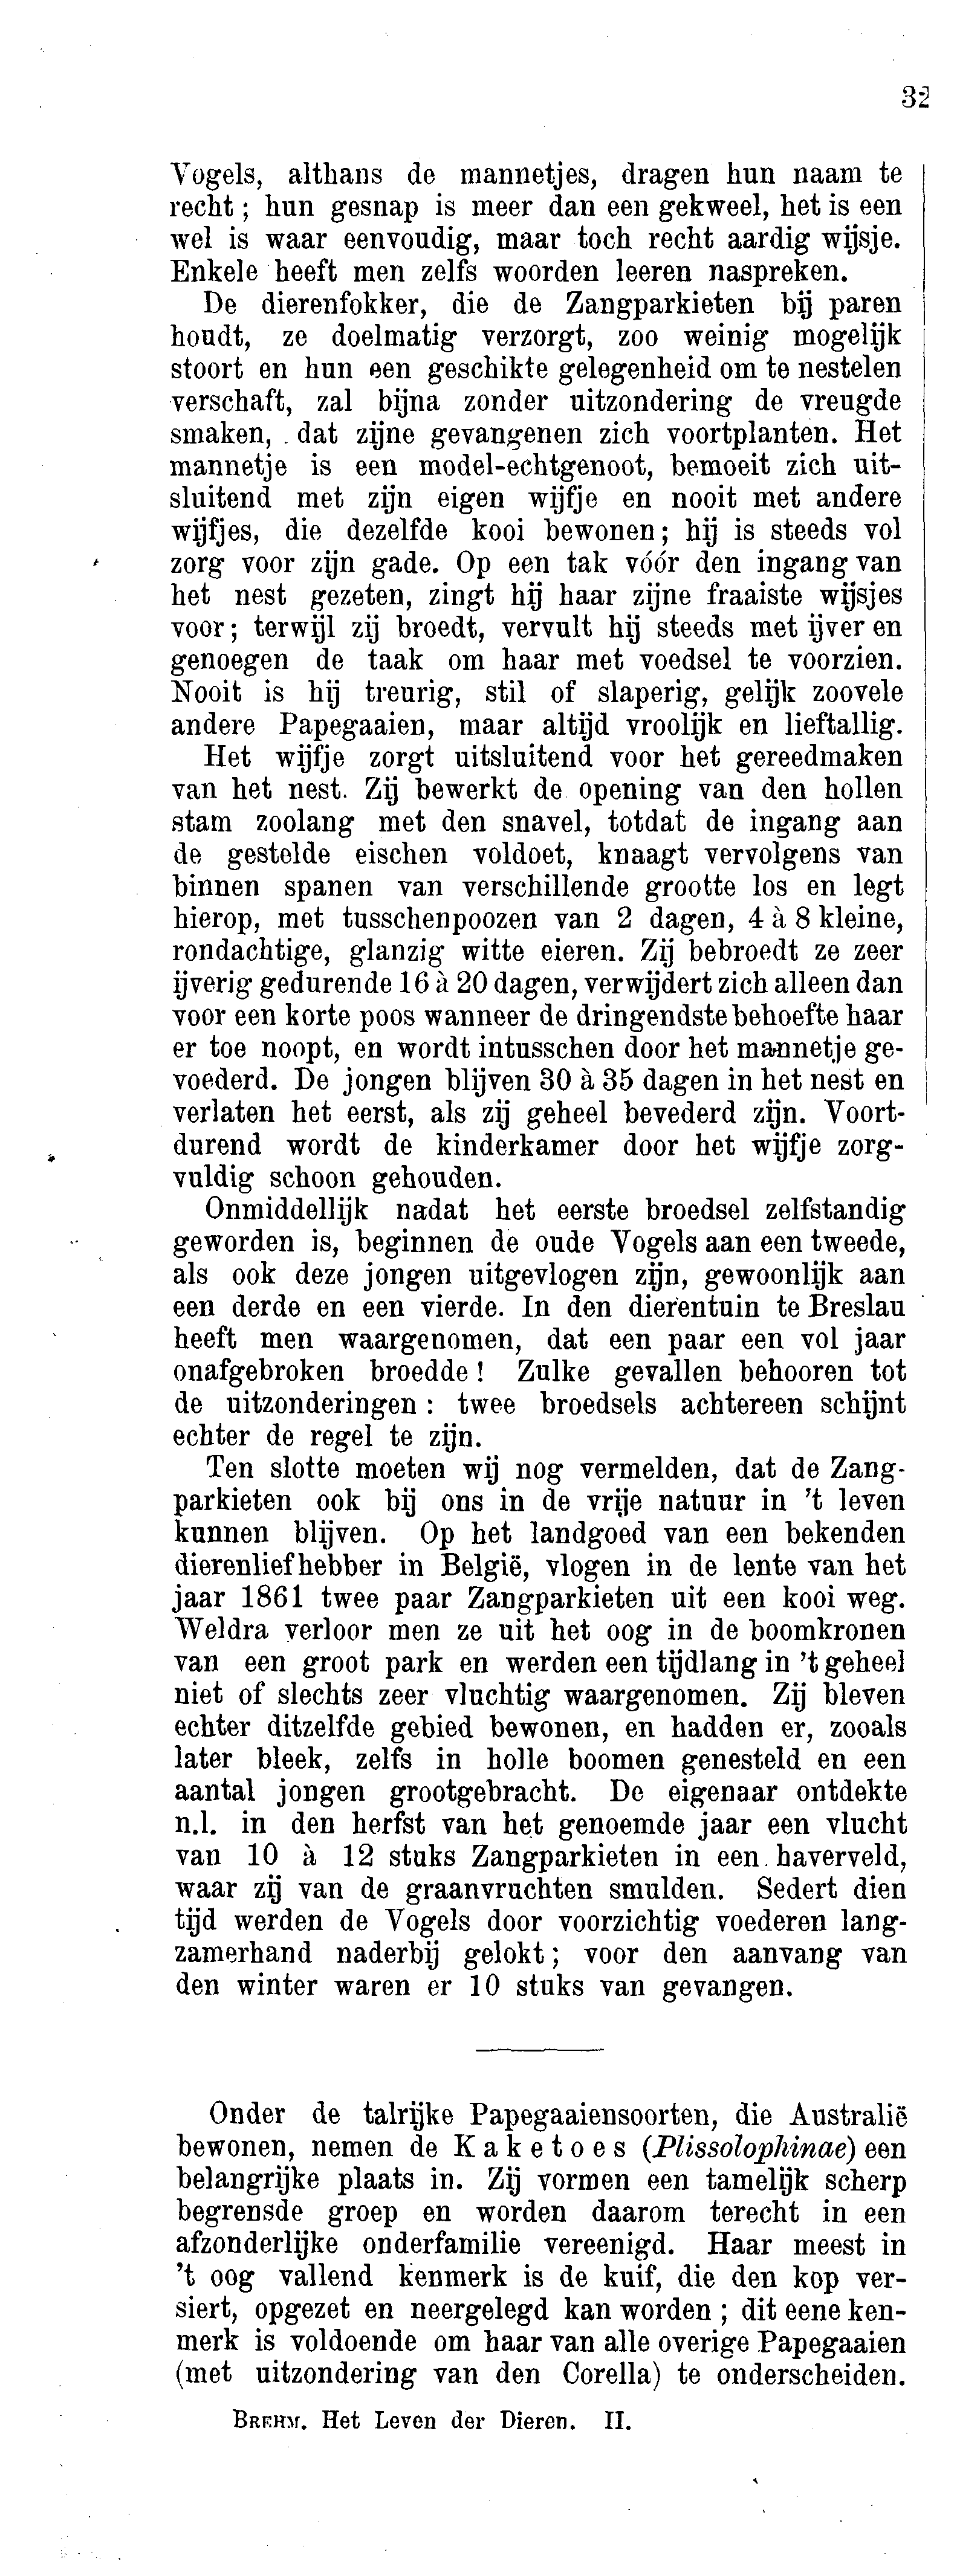 32
Vogels, althans de mannetjes, dragen hun naam te
recht; hun gesnap is meer dan een gekweel, het is een
wel is waar eenvoudig, maar toch recht aardig wijsje.
Enkele heeft men zelfs woorden leeren naspreken.
De dierenfokker, die de Zangparkieten bij paren
houdt, ze doelmatig verzorgt, zoo weinig mogelijk
stoort en hun een geschikte gelegenheid om te nestelen
verschaft, zal bijna zonder uitzondering de vreugde
smaken, dat zijne gevangenen zich voortplanten. Het
mannetje is een model-echtgenoot, bemoeit zich uit-
sluitend met zijn eigen wijfje en nooit met andere
wijfjes, die dezelfde kooi bewonen; hij is steeds vol
zorg voor zijn gade. Op een tak vóór den ingang van
het nest gezeten, zingt hij haar zijne fraaiste wijsjes
voor; terwijl zij broedt, vervult hij steeds met ijver en
genoegen de taak om haar met voedsel te voorzien.
Nooit is hij treurig, stil of slaperig, gelijk zoovele
andere Papegaaien, maar altijd vroolijk en lieftallig.
Het wijfje zorgt uitsluitend voor het gereedmaken
van het nest. Zij bewerkt de opening van den hollen
stam zoolang met den snavel, totdat de ingang aan
de gestelde eischen voldoet, knaagt vervolgens van
binnen spanen van verschillende grootte los en legt
hierop, met tusschenpoozen van 2 dagen, 4 à 8 kleine,
rondachtige, glanzig witte eieren. Zij bebroedt ze zeer
ijverig gedurende 16 à 20 dagen, verwijdert zich alleen dan
voor een korte poos wanneer de dringendste behoefte haar
er toe noopt, en wordt intusschen door het mannetje ge-
voederd. De jongen blijven 30 à 35 dagen in het nest en
verlaten het eerst, als zij geheel bevederd zijn. Voort-
durend wordt de kinderkamer door het wijfje zorg-
vuldig schoon gehouden.
Onmiddellijk nadat het eerste broedsel zelfstandig
geworden is, beginnen de oude Vogels aan een tweede,
als ook deze jongen uitgevlogen zijn, gewoonlijk aan
een derde en een vierde. In den dierentuin te Breslau
heeft men waargenomen, dat een paar een vol jaar
onafgebroken broedde! Zulke gevallen behooren tot
de uitzonderingen: twee broedsels achtereen schijnt
echter de regel te zijn.
Ten slotte moeten wij nog vermelden, dat de Zang-
parkieten ook bij ons in de vrije natuur in 't leven
kunnen blijven. Op het landgoed van een bekenden
dierenliefhebber in België, vlogen in de lente van het
jaar 1861 twee paar Zangparkieten uit een kooi weg.
Weldra verloor men ze uit het oog in de boomkronen
van een groot park en werden een tijdlang in 't geheel
niet of slechts zeer vluchtig waargenomen. Zij bleven
echter ditzelfde gebied bewonen, en hadden er, zooals
later bleek, zelfs in holle boomen genesteld en een
aantal jongen grootgebracht. De eigenaar ontdekte
n.l. in den herfst van het genoemde jaar een vlucht
van 10 à 12 stuks Zangparkieten in een haverveld,
waar zij van de graanvruchten smulden. Sedert dien
tijd werden de Vogels door voorzichtig voederen lang-
zamerhand naderbij gelokt; voor den aanvang van
den winter waren er 10 stuks van gevangen.
Onder de talrijke Papegaaiensoorten, die Australië
bewonen, nemen de Kaketoes (Plissolophinae) een
belangrijke plaats in. Zij vormen een tamelijk scherp
begrensde groep en worden daarom terecht in een
afzonderlijke onderfamilie vereenigd. Haar meest in
't oog vallend kenmerk is de kuif, die den kop ver-
siert, opgezet en neergelegd kan worden; dit eene ken-
merk is voldoende om haar van alle overige Papegaaien
(met uitzondering van den Corella) te onderscheiden.
BREHM. Het Leven der Dieren. II.